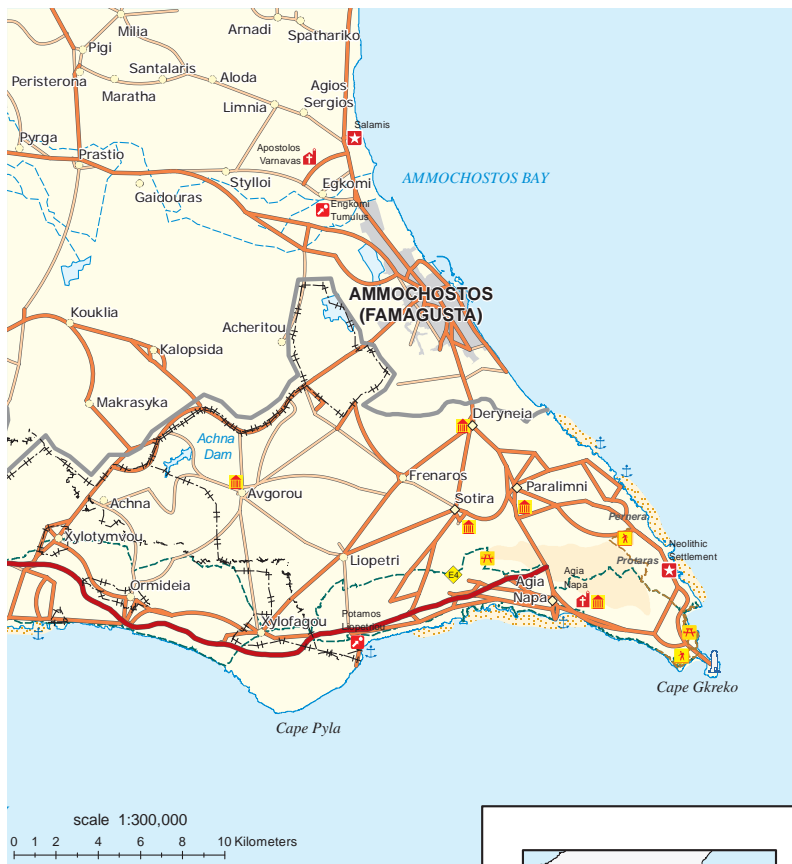 Milia
Arnadi
Spathariko
Pigi
Peristerona
Santalaris
Aloda
Maratha
Limnia
Agios
Sergios
Salamis
Pyrga
Prastio
Apostolos
Varnavas
Stylloi
Egkomi
Gaidouras
Engkomi
Tumulus
AMMOCHOSTOS BAY
AMMOCHOSTOS
(FAMAGUSTA)
Kouklia
Acheritou
Kalopsida
Makrasyka
Deryneia
Achna
Dam
Frenaros
Paralimni
Avgorou
Sotira
Achna
Pernera
Xylotymvou
Neolithic
Settlement
Protaras
Liopetri
E4
Agia
Napa
Agia
Napa
Ormideia
Potamos
Liopetriou
Xylofagou
Cape Gkreko
Cape Pyla
scale 1:300,000
0 1 2 4 6 8 10 Kilometers